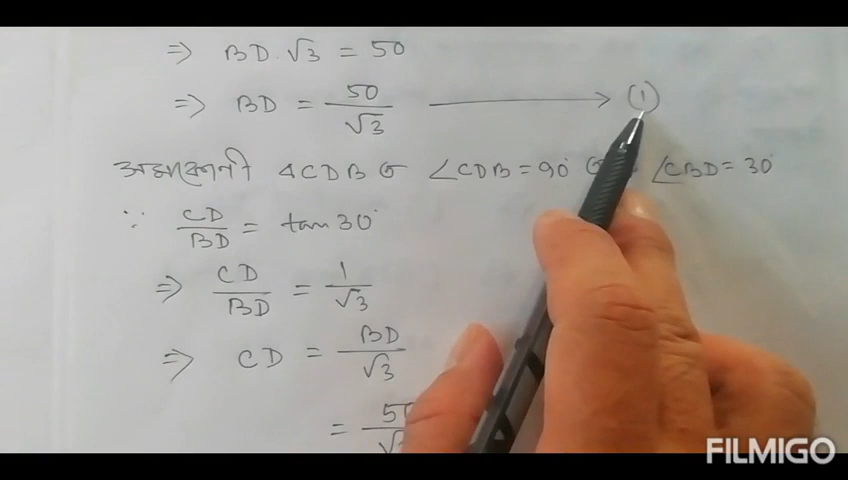 ⇒ BD.√3 = 50
⇒ BD = 50/√3 ⟶ (1)
সমকোণী ΔCDB ত ∠CDB = 90° ∠CBD = 30°
∵ CD/BD = tan 30°
⇒ CD/BD = 1/√3
⇒ CD = BD/√3
=
FILMIGO